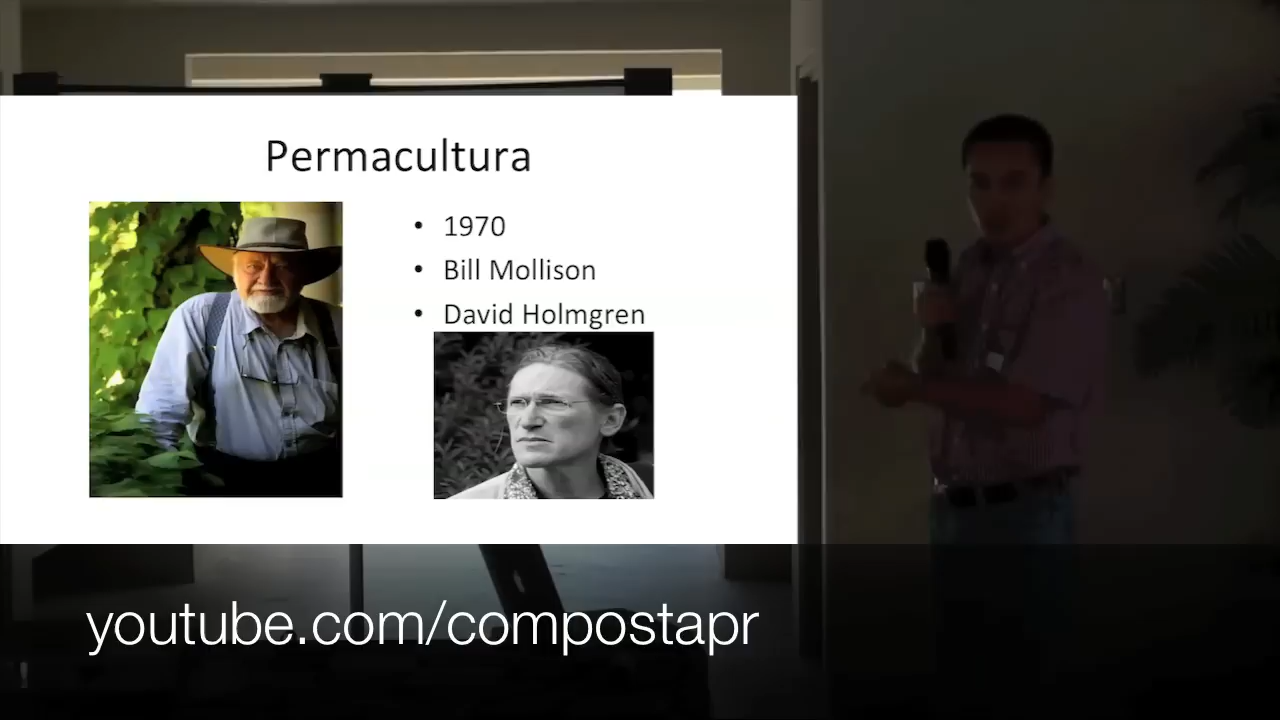 Permacultura
• 1970
• Bill Mollison
• David Holmgren
youtube.com/compostapr